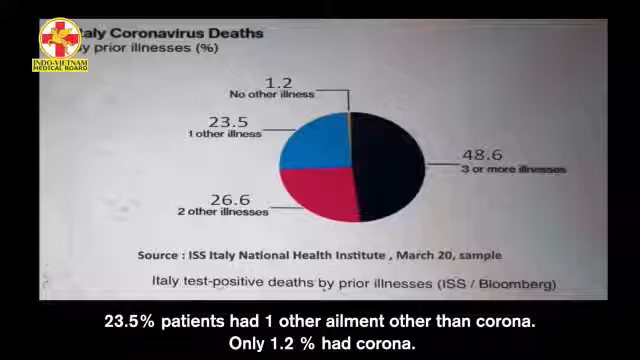 Italy Coronavirus Deaths
by prior illnesses (%)
INDO-VIETNAM
MEDICAL BOARD
1.2
No other illness
23.5
1 other illness
48.6
3 or more illnesses
26.6
2 other illnesses
Source : ISS Italy National Health Institute , March 20, sample
Italy test-positive deaths by prior illnesses (ISS / Bloomberg)
23.5% patients had 1 other ailment other than corona.
Only 1.2 % had corona.